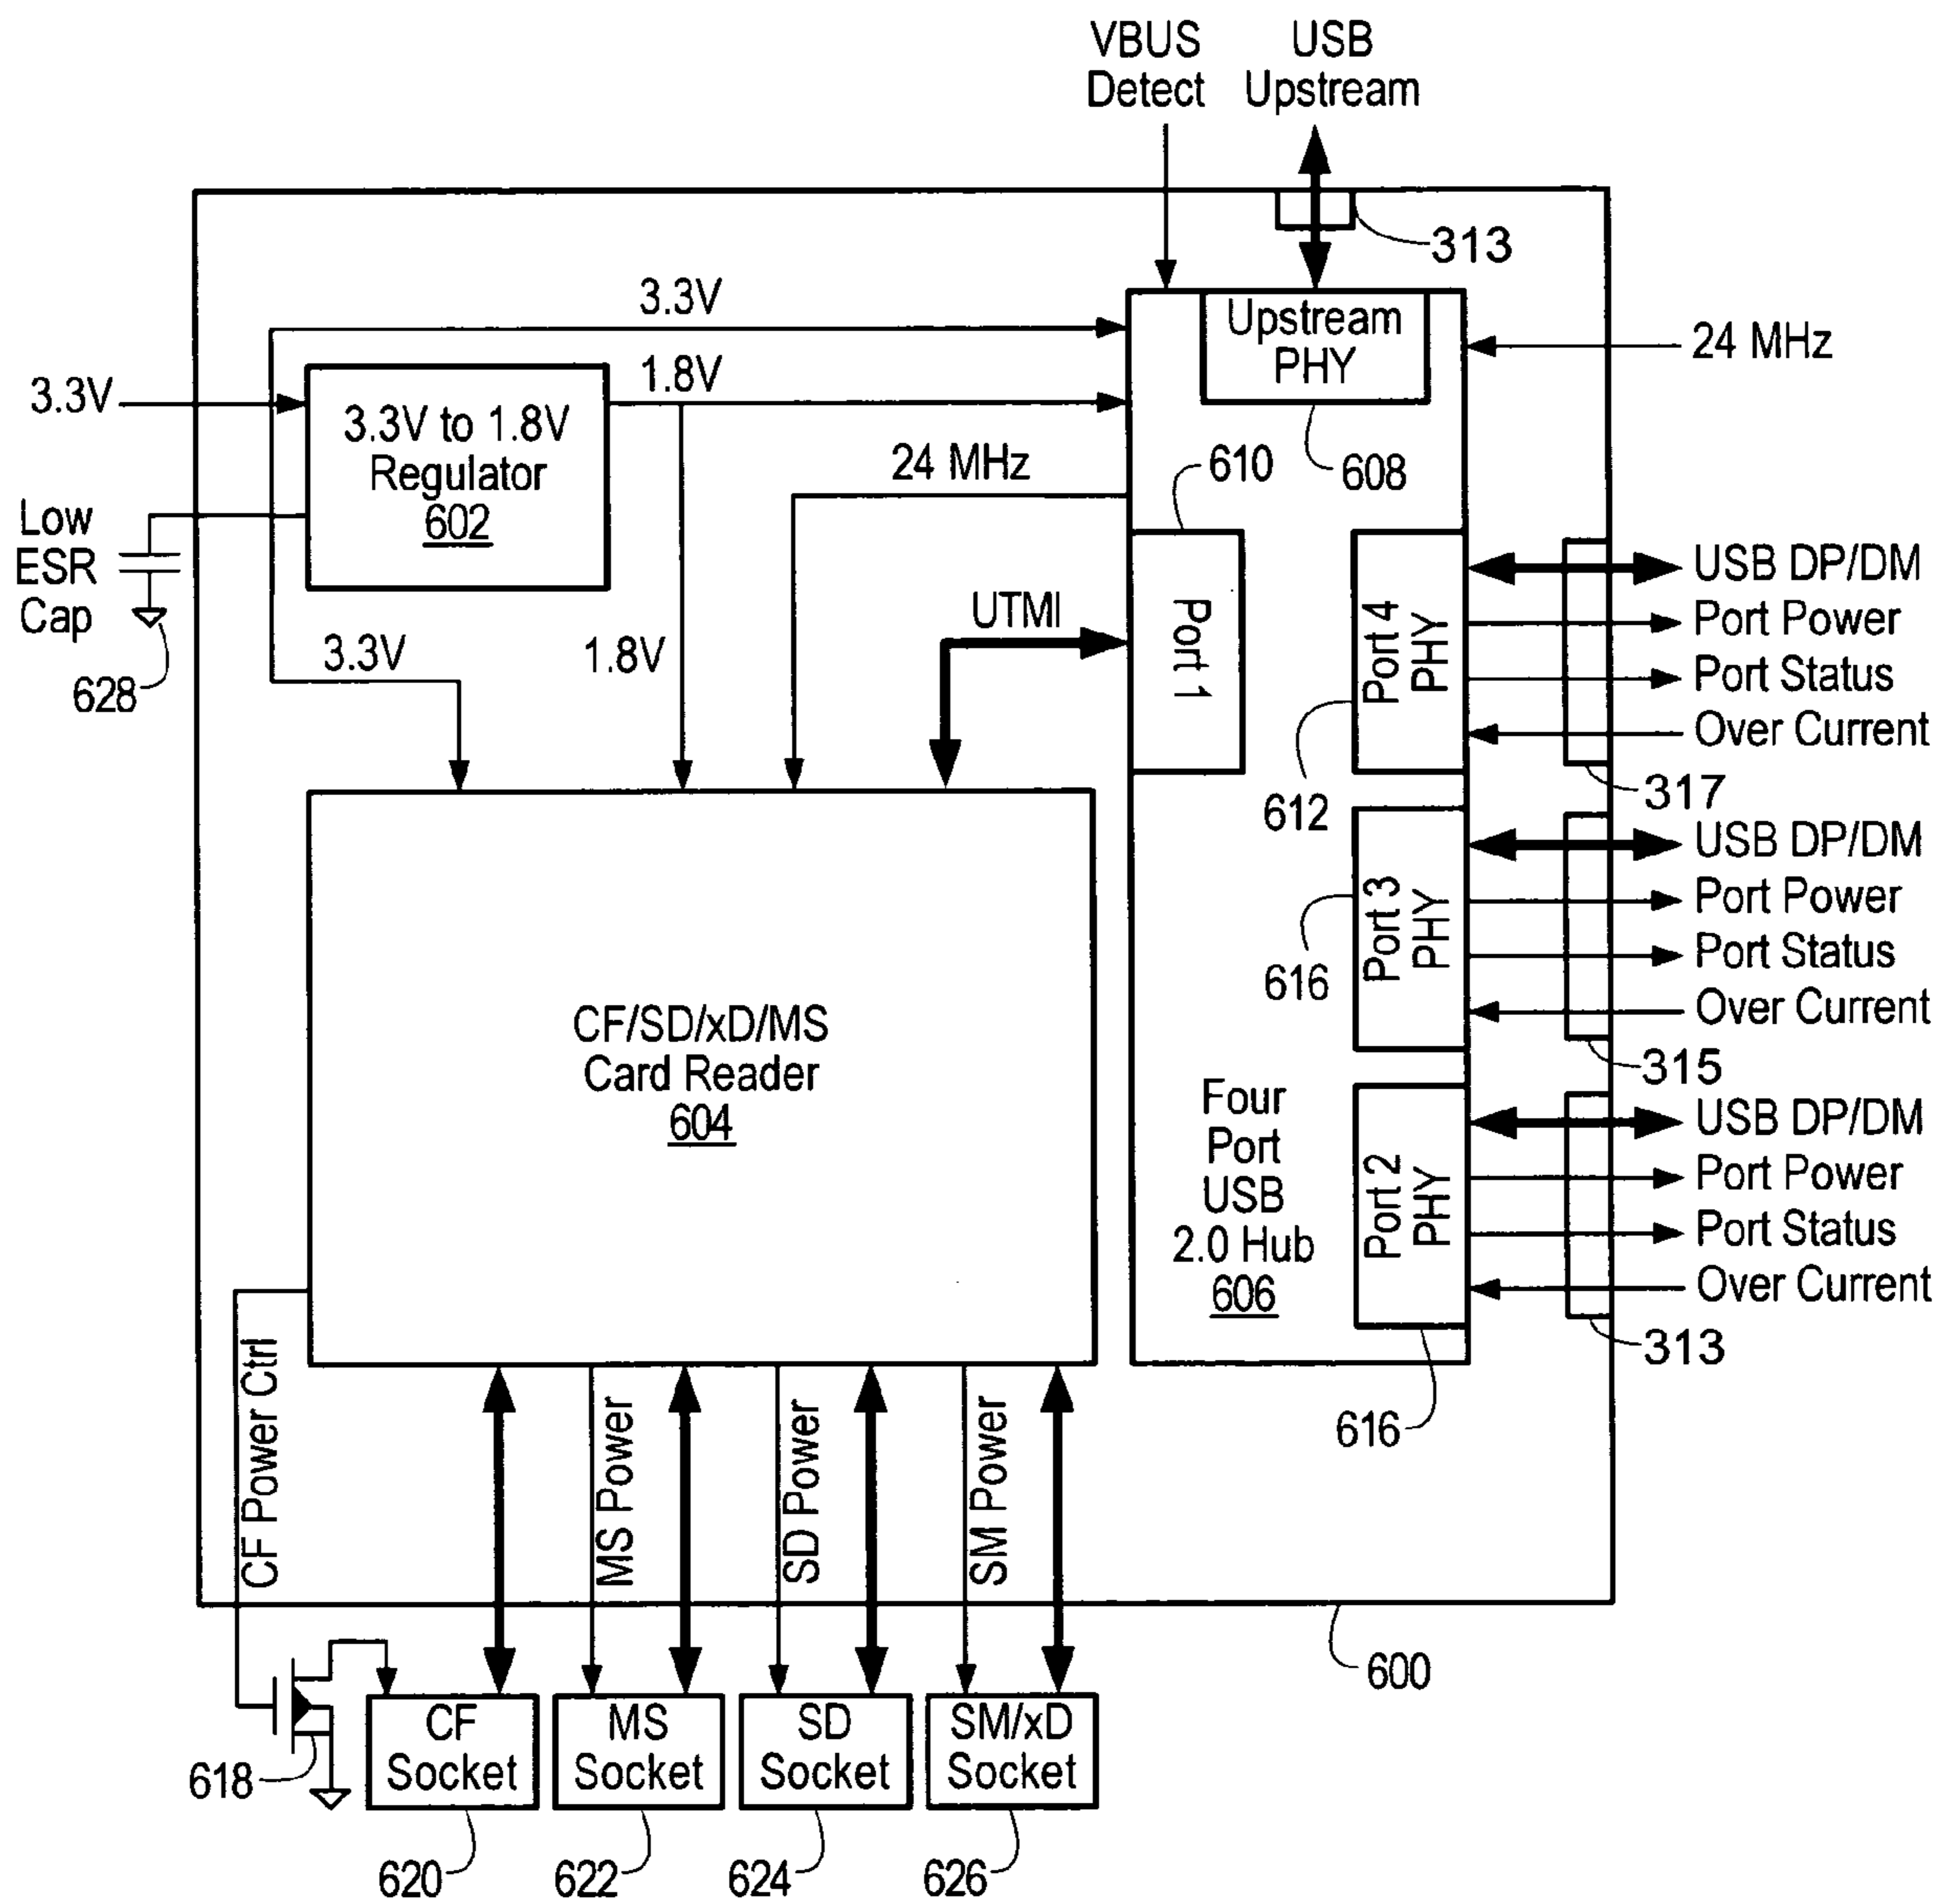 VBUS
Detect
USB
Upstream
313
3.3V
Upstream
PHY
24 MHz
3.3V
1.8V
3.3V to 1.8V
Regulator
602
24 MHz
610
608
Low
ESR
Cap
628
3.3V
1.8V
UTMI
Port 1
Port 4
PHY
612
USB DP/DM
Port Power
Port Status
Over Current
317
Port 3
PHY
616
USB DP/DM
Port Power
Port Status
Over Current
315
CF/SD/xD/MS
Card Reader
604
Four
Port
USB
2.0 Hub
606
Port 2
PHY
616
USB DP/DM
Port Power
Port Status
Over Current
313
CF Power Ctrl
MS Power
SD Power
SM Power
600
618
CF
Socket
MS
Socket
SD
Socket
SM/xD
Socket
620
622
624
626